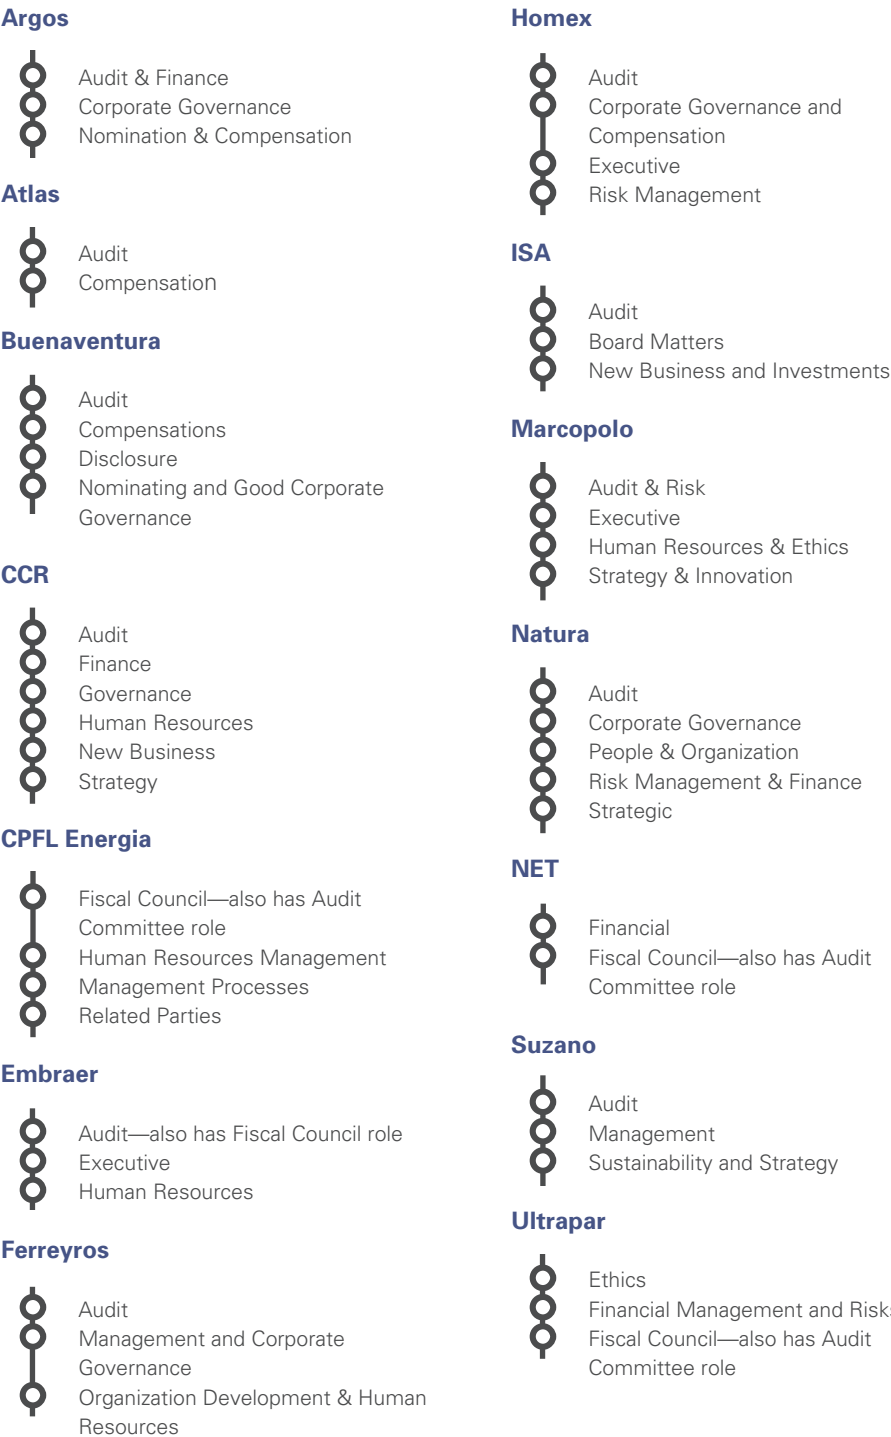 Argos
Audit & Finance
Corporate Governance
Nomination & Compensation
Atlas
Audit
Compensation
Buenaventura
Audit
Compensations
Disclosure
Nominating and Good Corporate
Governance
CCR
Audit
Finance
Governance
Human Resources
New Business
Strategy
CPFL Energia
Fiscal Council—also has Audit
Committee role
Human Resources Management
Management Processes
Related Parties
Embraer
Audit—also has Fiscal Council role
Executive
Human Resources
Ferreyros
Audit
Management and Corporate
Governance
Organization Development & Human
Resources
Homex
Audit
Corporate Governance and
Compensation
Executive
Risk Management
ISA
Audit
Board Matters
New Business and Investments
Marcopolo
Audit & Risk
Executive
Human Resources & Ethics
Strategy & Innovation
Natura
Audit
Corporate Governance
People & Organization
Risk Management & Finance
Strategic
NET
Financial
Fiscal Council—also has Audit
Committee role
Suzano
Audit
Management
Sustainability and Strategy
Ultrapar
Ethics
Financial Management and Risks
Fiscal Council—also has Audit
Committee role